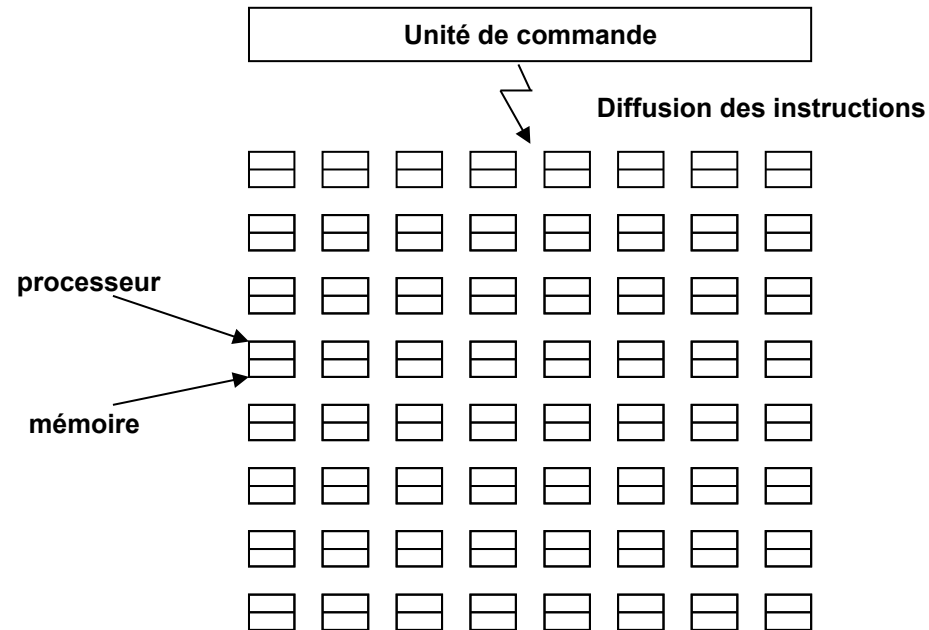 Unité de commande
Diffusion des instructions
processeur
mémoire